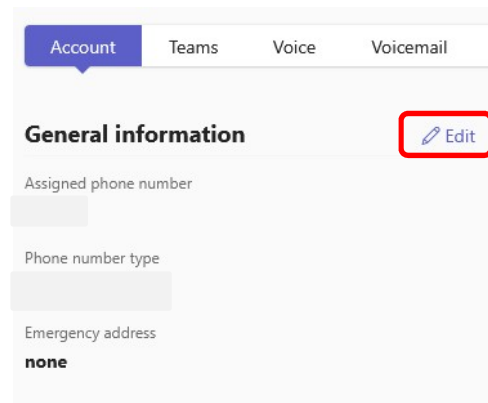 Account Teams Voice Voicemail
General information Edit
Assigned phone number
Phone number type
Emergency address
none